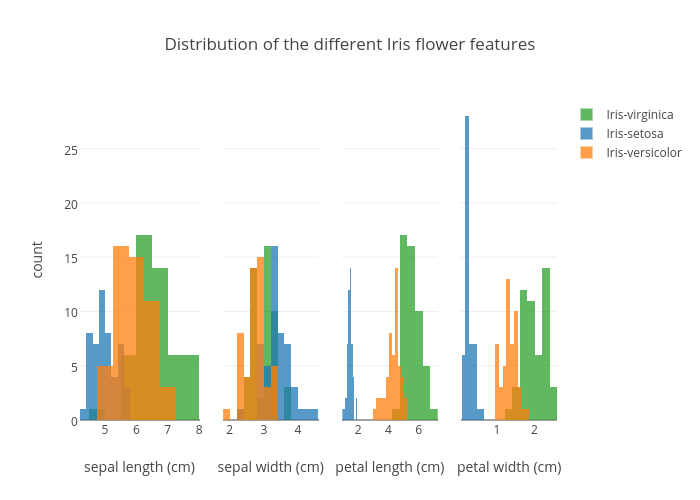 Distribution of the different Iris flower features
Iris-virginica
Iris-setosa
Iris-versicolor
count
25
20
15
10
5
0
5 6 7 8
2 3 4
2 4 6
1 2
sepal length (cm)
sepal width (cm)
petal length (cm)
petal width (cm)